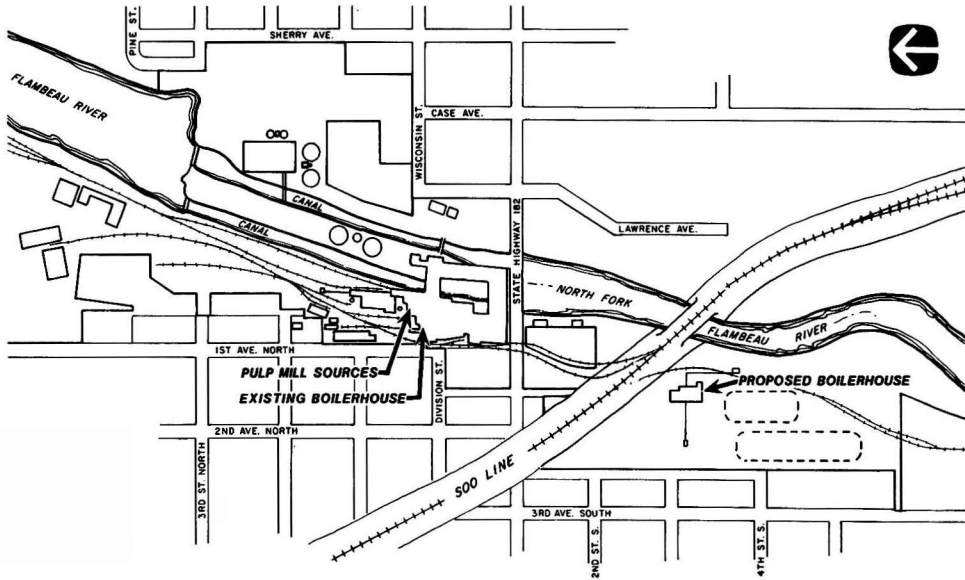 PINE ST.
SHERRY AVE.
FLAMBEAU RIVER
WISCONSIN ST.
CASE AVE.
CANAL
CANAL
STATE HIGHWAY 182
LAWRENCE AVE.
NORTH FORK
FLAMBEAU RIVER
1ST AVE. NORTH
PULP MILL SOURCES
EXISTING BOILERHOUSE
DIVISION ST.
PROPOSED BOILERHOUSE
2ND AVE. NORTH
3RD ST. NORTH
SOO LINE
3RD AVE. SOUTH
2ND ST. S.
4TH ST. S.